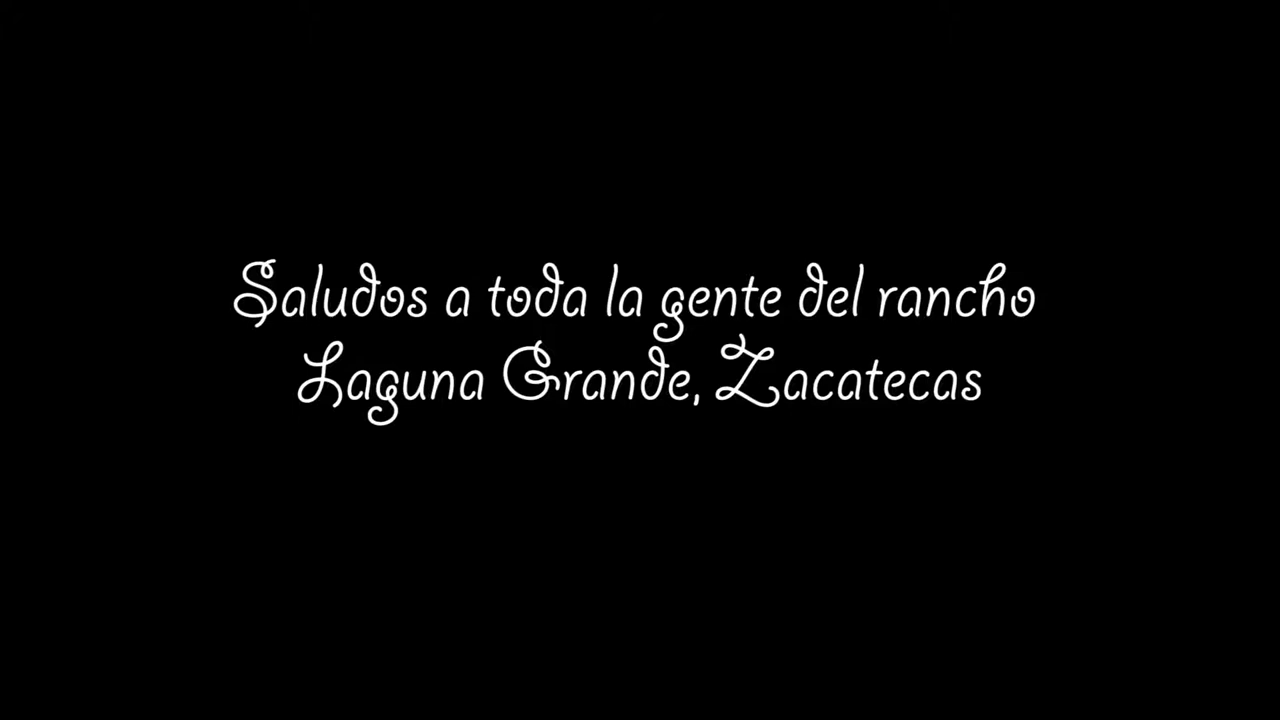 Saludos a toda la gente del rancho
Laguna Grande, Zacatecas